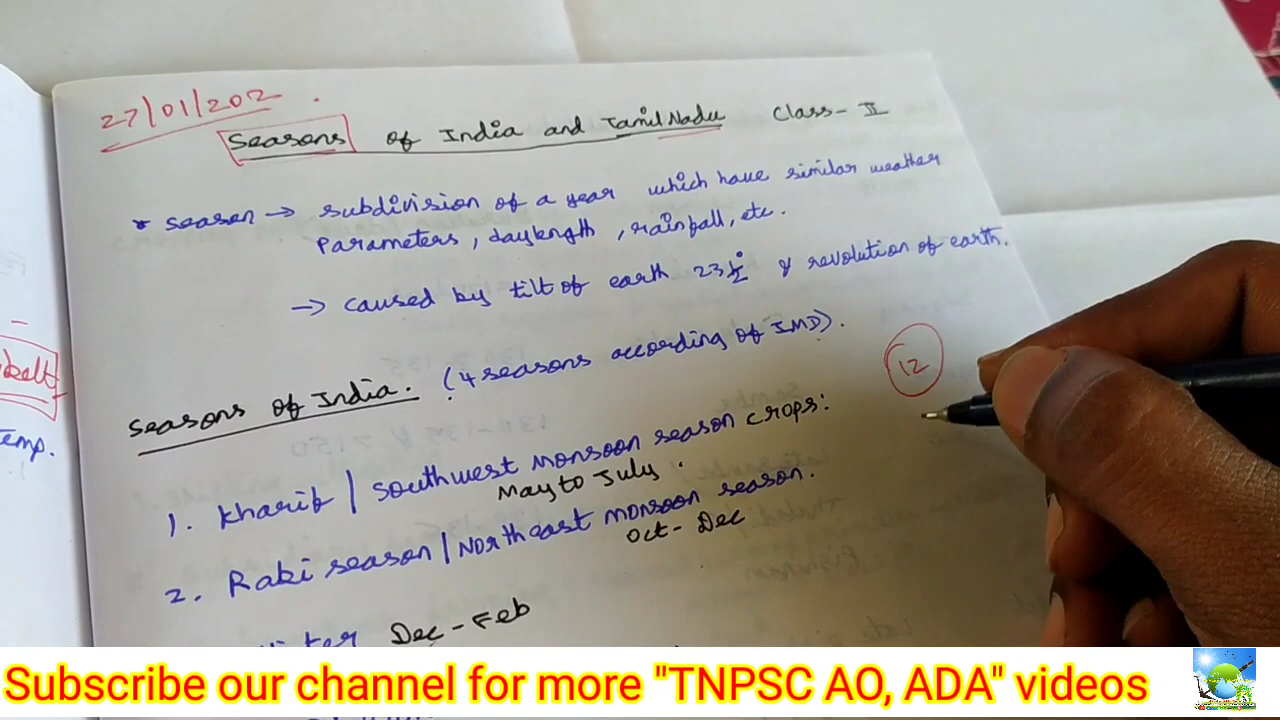 27/01/202
Seasons of India and Tamil Nadu Class - II
* season → subdivision of a year which have similar weather
parameters, daylength, rainfall, etc.
→ caused by tilt of earth 23½° & revolution of earth.
Seasons of India. (4 seasons according of IMD).
12
1. Kharif | Southwest monsoon season crops:
May to July.
2. Rabi season | Northeast monsoon season.
Oct - Dec
Dec - Feb
temp.
Subscribe our channel for more "TNPSC AO, ADA" videos